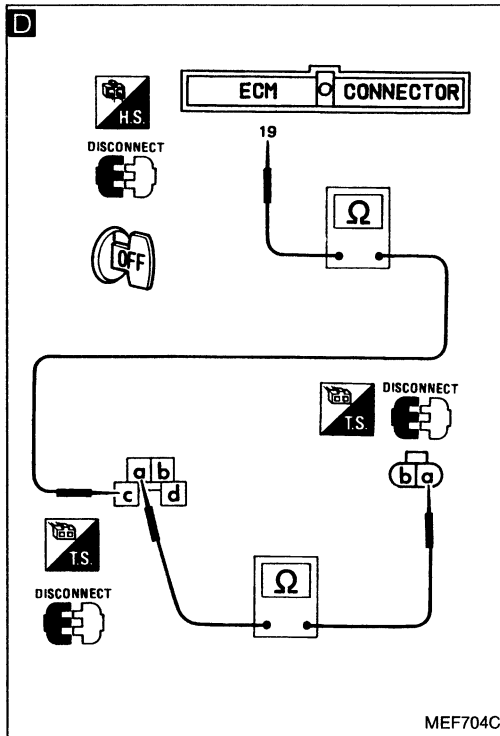 D
ECM CONNECTOR
H.S.
19
DISCONNECT
Ω
OFF
DISCONNECT
T.S.
a b
b a
c d
T.S.
DISCONNECT
Ω
MEF704C